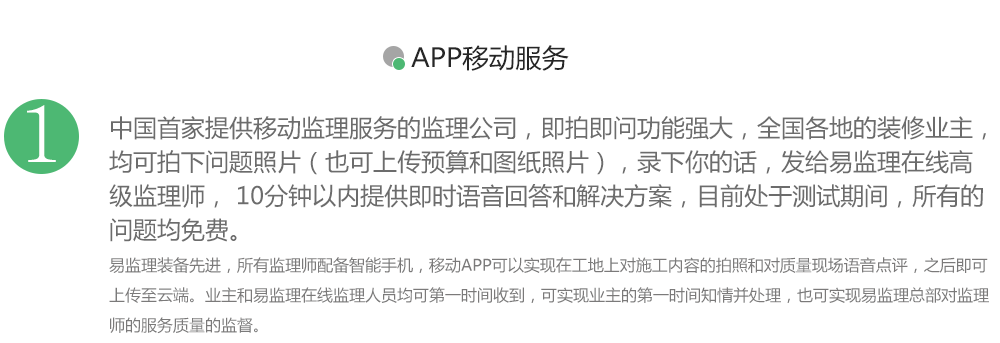 APP移动服务
1
中国首家提供移动监理服务的监理公司，即拍即问功能强大，全国各地的装修业主，
均可拍下问题照片（也可上传预算和图纸照片），录下你的话，发给易监理在线高
级监理师， 10分钟以内提供即时语音回答和解决方案，目前处于测试期间，所有的
问题均免费。
易监理装备先进，所有监理师配备智能手机，移动APP可以实现在工地上对施工内容的拍照和对质量现场语音点评，之后即可
上传至云端。业主和易监理在线监理人员均可第一时间收到，可实现业主的第一时间知情并处理，也可实现易监理总部对监理
师的服务质量的监督。